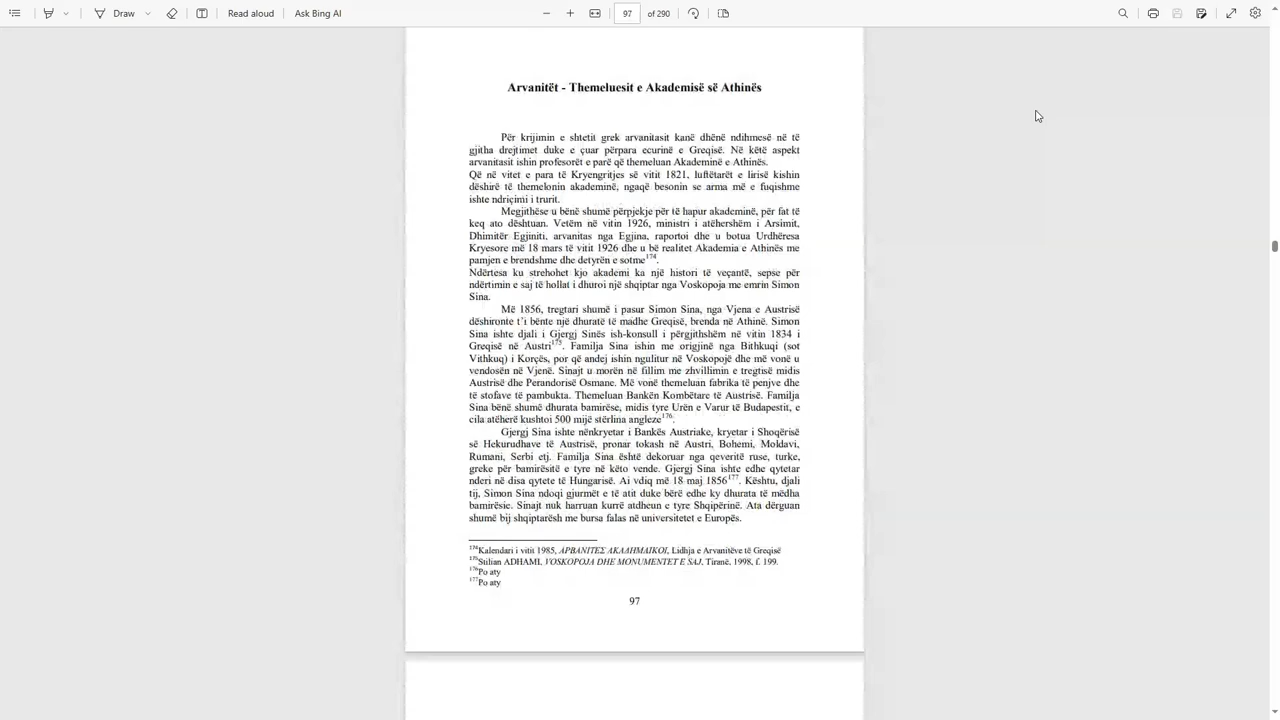 Draw
Read aloud
Ask Bing AI
97
of 290
Arvanitët - Themeluesit e Akademisë së Athinës
Për krijimin e shtetit grek arvanitasit kanë dhënë ndihmesë në të
gjitha drejtimet duke e çuar përpara ecurinë e Greqisë. Në këtë aspekt
arvanitasit ishin profesorët e parë që themeluan Akademinë e Athinës.
Që në vitet e para të Kryengritjes së vitit 1821, luftëtarët e lirisë kishin
dëshirë të themelonin akademinë, ngaqë besonin se arma më e fuqishme
ishte ndriçimi i trurit.
Megjithëse u bënë shumë përpjekje për të hapur akademinë, për fat të
keq ato dështuan. Vetëm në vitin 1926, ministri i atëhershëm i Arsimit,
Dhimitër Egjiniti, arvanitas nga Egjina, raportoi dhe u botua Urdhëresa
Kryesore më 18 mars të vitit 1926 dhe u bë realitet Akademia e Athinës me
pamjen e brendshme dhe detyrën e sotme174.
Ndërtesa ku strehohet kjo akademi ka një histori të veçantë, sepse për
ndërtimin e saj të hollat i dhuroi një shqiptar nga Voskopoja me emrin Simon
Sina.
Më 1856, tregtari shumë i pasur Simon Sina, nga Vjena e Austrisë
dëshironte t’i bënte një dhuratë të madhe Greqisë, brenda në Athinë. Simon
Sina ishte djali i Gjergj Sinës ish-konsull i përgjithshëm në vitin 1834 i
Greqisë në Austri175. Familja Sina ishin me origjinë nga Bithkuqi (sot
Vithkuq) i Korçës, por që andej ishin ngulitur në Voskopojë dhe më vonë u
vendosën në Vjenë. Sinajt u morën në fillim me zhvillimin e tregtisë midis
Austrisë dhe Perandorisë Osmane. Më vonë themeluan fabrika të penjve dhe
të stofave të pambukta. Themeluan Bankën Kombëtare të Austrisë. Familja
Sina bënë shumë dhurata bamirëse, midis tyre Urën e Varur të Budapestit, e
cila atëherë kushtoi 500 mijë stërlina angleze176.
Gjergj Sina ishte nënkryetar i Bankës Austriake, kryetar i Shoqërisë
së Hekurudhave të Austrisë, pronar tokash në Austri, Bohemi, Moldavi,
Rumani, Serbi etj. Familja Sina është dekoruar nga qeveritë ruse, turke,
greke për bamirësitë e tyre në këto vende. Gjergj Sina ishte edhe qytetar
nderi në disa qytete të Hungarisë. Ai vdiq më 18 maj 1856177. Kështu, djali
tij, Simon Sina ndoqi gjurmët e të atit duke bërë edhe ky dhurata të mëdha
bamirësie. Sinajt nuk harruan kurrë atdheun e tyre Shqipërinë. Ata dërguan
shumë bij shqiptarësh me bursa falas në universitetet e Europës.
174Kalendari i vitit 1985, ΑΡΒΑΝΙΤΕΣ ΑΚΑΔΗΜΑΪΚΟΙ, Lidhja e Arvanitëve të Greqisë
175Stilian ADHAMI, VOSKOPOJA DHE MONUMENTET E SAJ, Tiranë, 1998, f. 199.
176Po aty
177Po aty
97